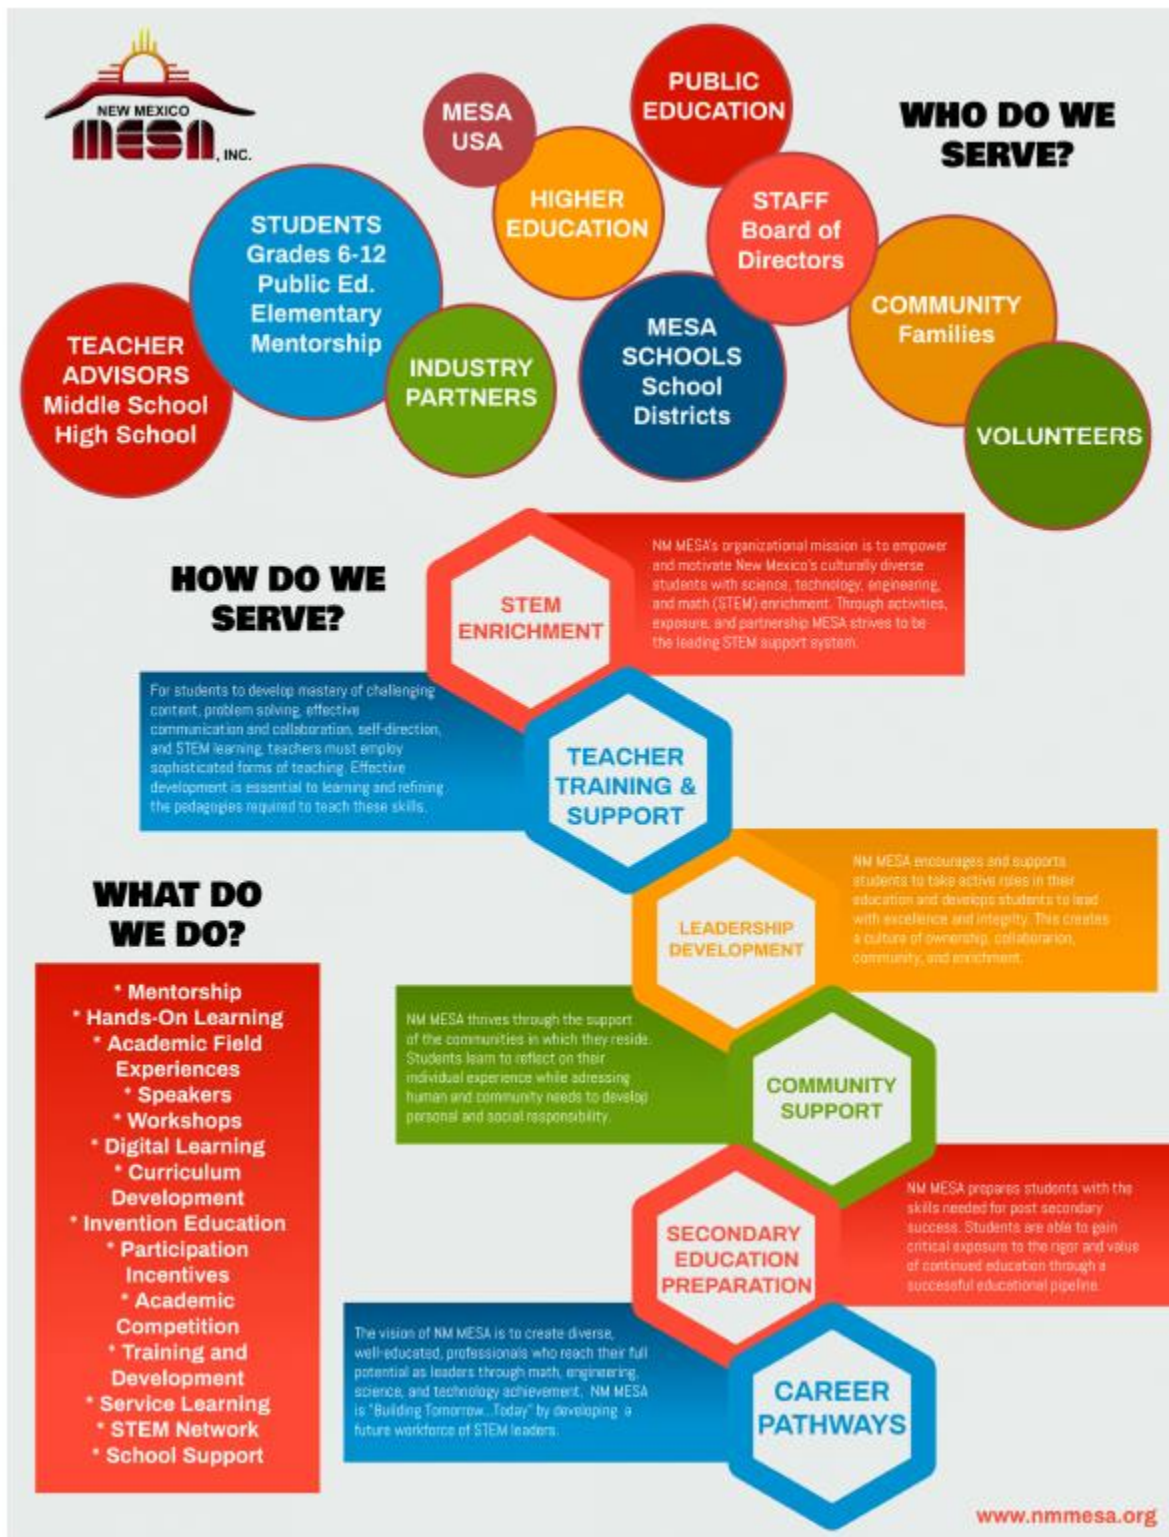 NEW MEXICO
MESA, INC.
WHO DO WE
SERVE?
TEACHER
ADVISORS
Middle School
High School
STUDENTS
Grades 6-12
Public Ed.
Elementary
Mentorship
INDUSTRY
PARTNERS
MESA
USA
HIGHER
EDUCATION
PUBLIC
EDUCATION
STAFF
Board of
Directors
MESA
SCHOOLS
School
Districts
COMMUNITY
Families
VOLUNTEERS
HOW DO WE
SERVE?
STEM
ENRICHMENT
NM MESA's organizational mission is to empower
and motivate New Mexico's culturally diverse
students with science, technology, engineering,
and math (STEM) enrichment. Through activities,
exposure, and partnership MESA strives to be
the leading STEM support system.
For students to develop mastery of challenging
content, problem solving, effective
communication and collaboration, self-direction,
and STEM learning, teachers must employ
sophisticated forms of teaching. Effective
development is essential to learning and refining
the pedagogies required to teach these skills.
TEACHER
TRAINING &
SUPPORT
LEADERSHIP
DEVELOPMENT
NM MESA encourages and supports
students to take active roles in their
education and develops students to lead
with excellence and integrity. This creates
a culture of ownership, collaborarion,
community, and enrichment.
NM MESA thrives through the support
of the communities in which they reside.
Students learn to reflect on their
individual experience while adressing
human and community needs to develop
personal and social responsibility.
COMMUNITY
SUPPORT
SECONDARY
EDUCATION
PREPARATION
NM MESA prepares students with the
skills needed for post secondary
success. Students are able to gain
critical exposure to the rigor and value
of continued education through a
successful educational pipeline.
The vision of NM MESA is to create diverse,
well-educated, professionals who reach their full
potential as leaders through math, engineering,
science, and technology achievement. NM MESA
is "Building Tomorrow...Today" by developing a
future workforce of STEM leaders.
CAREER
PATHWAYS
WHAT DO
WE DO?
* Mentorship
* Hands-On Learning
* Academic Field
Experiences
* Speakers
* Workshops
* Digital Learning
* Curriculum
Development
* Invention Education
* Participation
Incentives
* Academic
Competition
* Training and
Development
* Service Learning
* STEM Network
* School Support
www.nmmesa.org